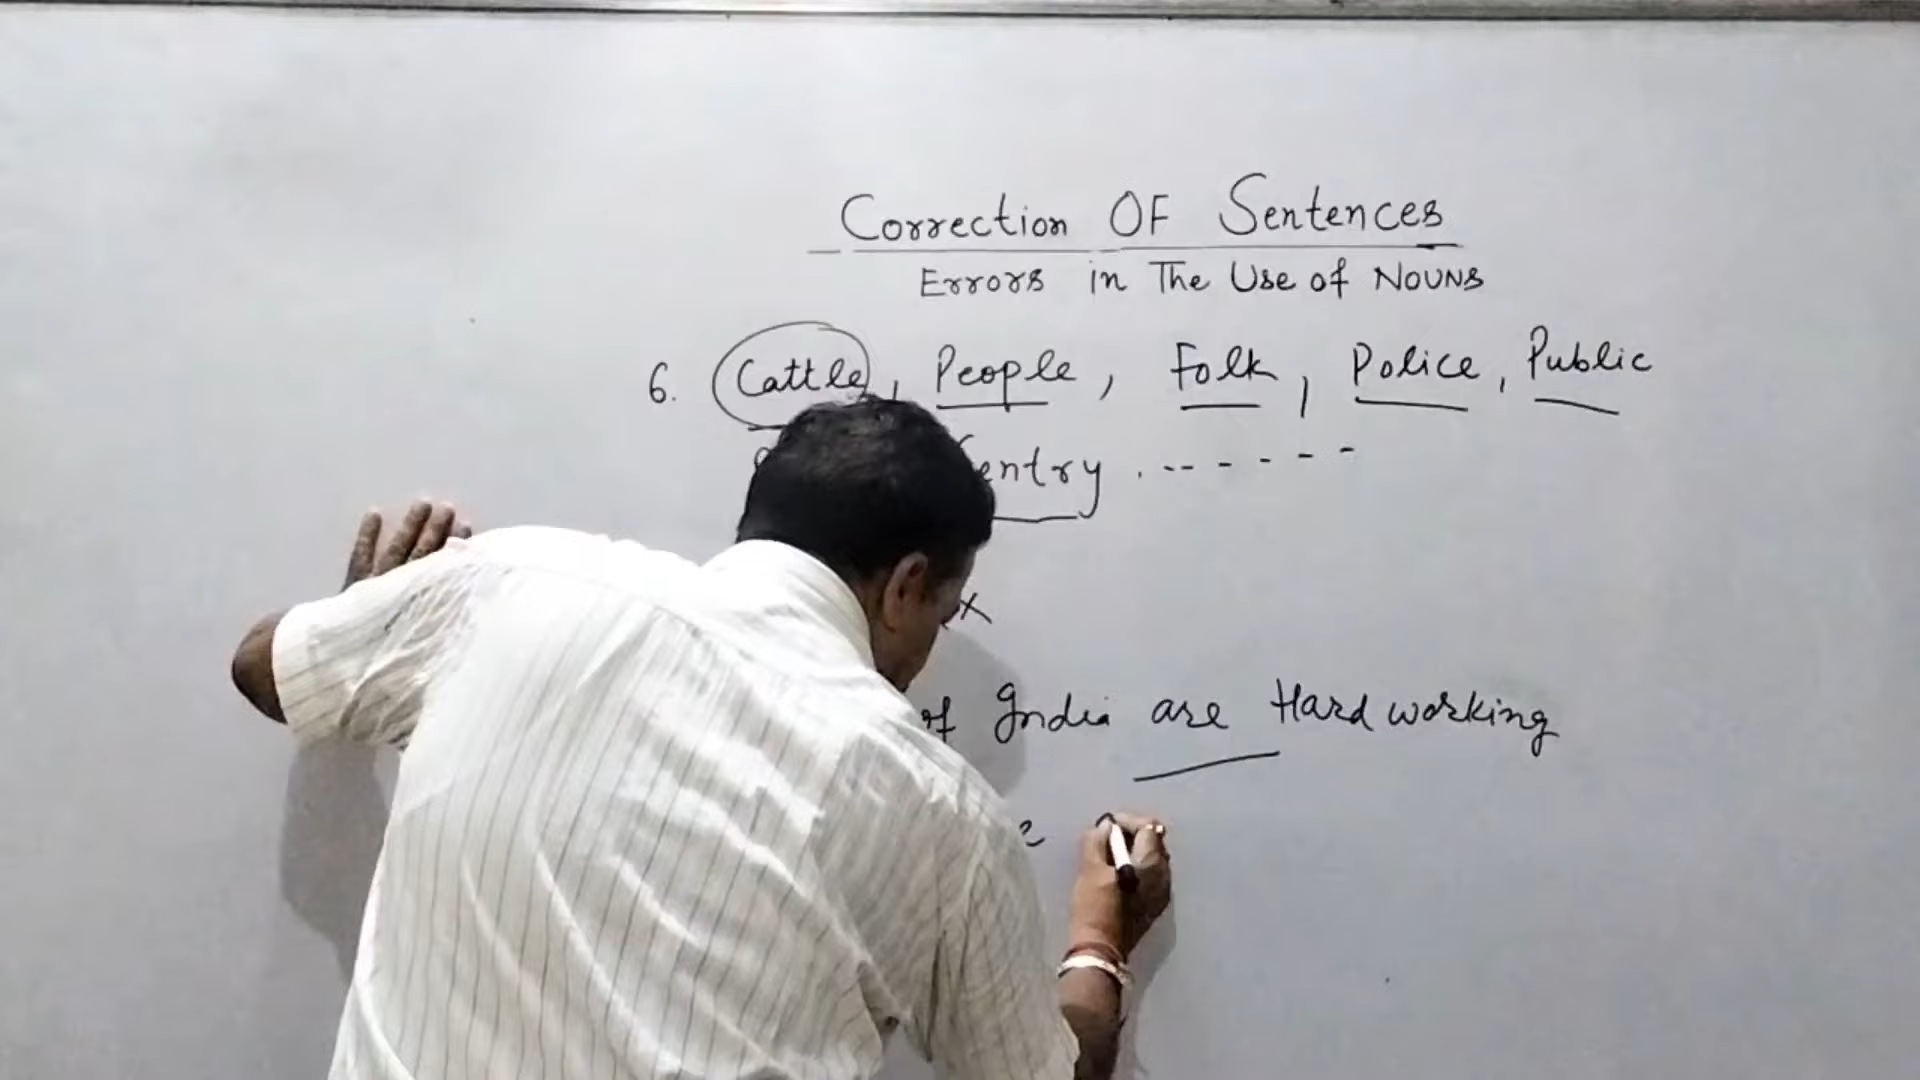 Correction OF Sentences
Errors in The Use of NOUNS
6. Cattle, People, Folk, Police, Public
of India are Hard working